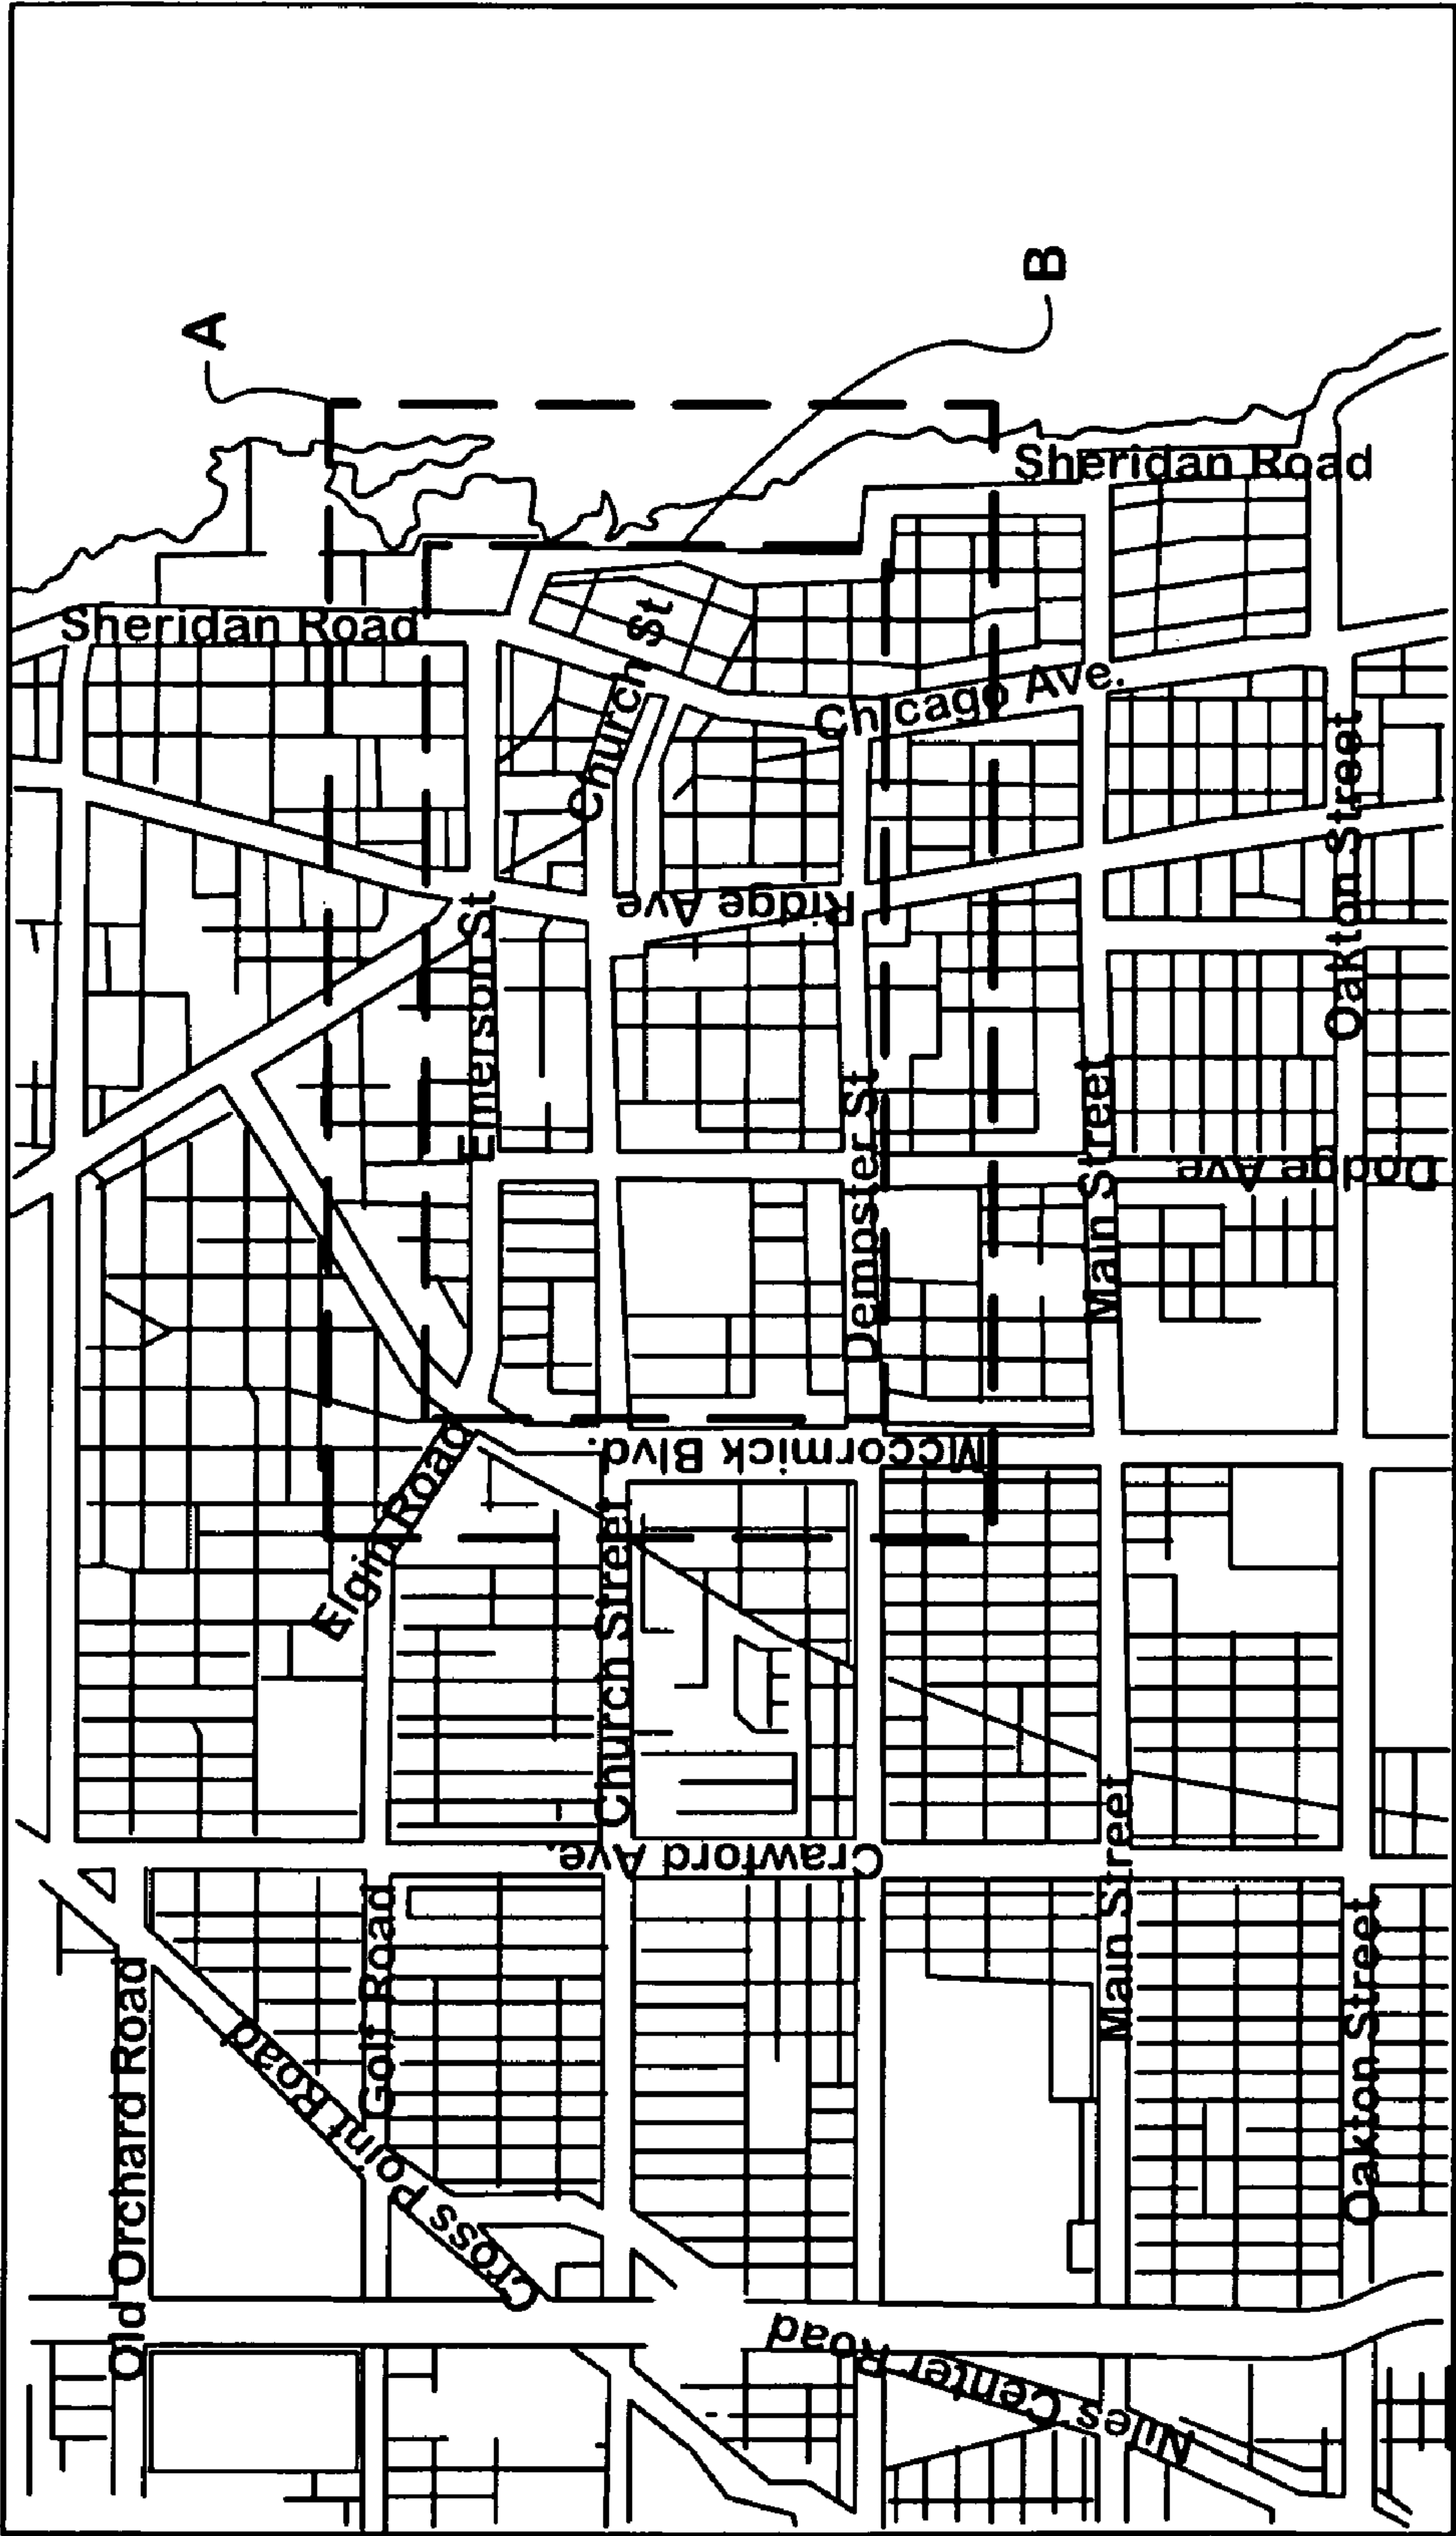 A
B
Sheridan Road
Sheridan Road
Church St
Chicago Ave.
Oakton Street
Ridge Ave
Emerson St
Dempster St
Main Street
Dodge Ave
Mccormick Blvd.
Elgin Road
Church Street
Crawford Ave.
Main Street
Golf Road
Old Orchard Road
Oakton Street
Cross Point Road
Niles Center Road